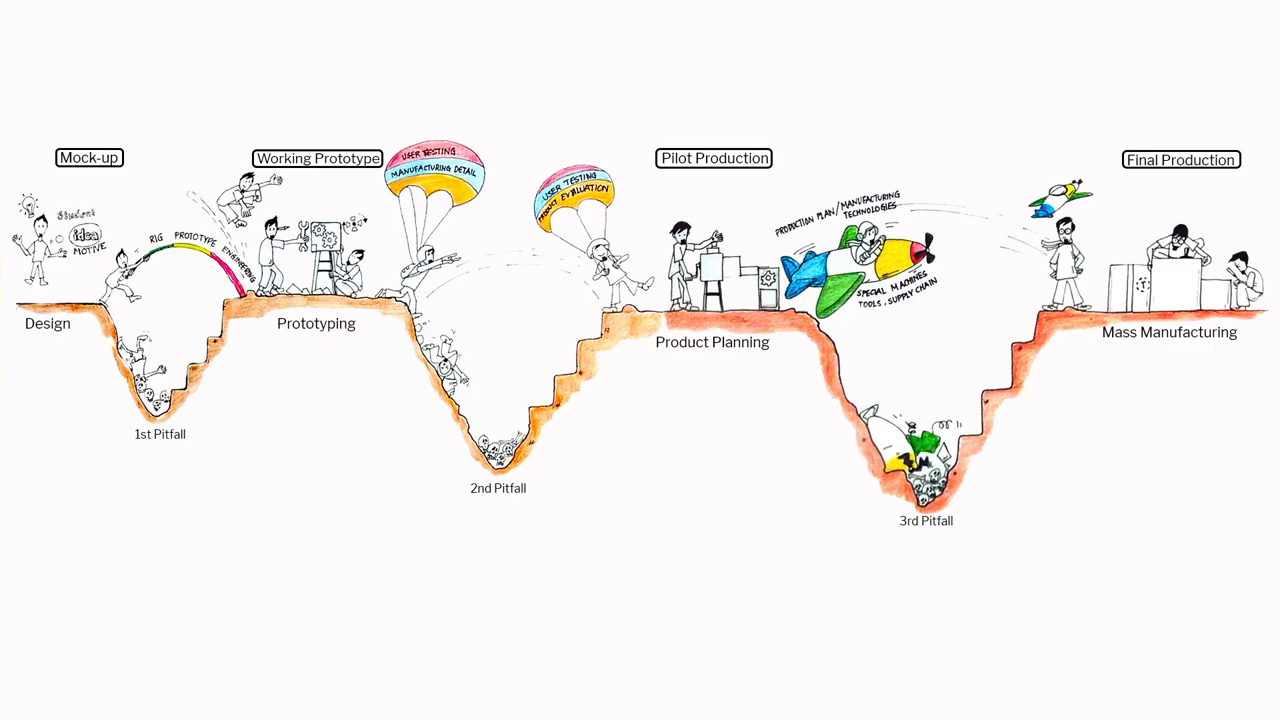 Mock-up
Working Prototype
Pilot Production
Final Production
Student
idea
MOTIVE
RIG PROTOTYPE ENGINEERING
USER TESTING
MANUFACTURING DETAIL
USER TESTING
PRODUCT EVALUATION
PRODUCTION PLAN/MANUFACTURING
TECHNOLOGIES
SPECIAL MACHINES
TOOLS, SUPPLY CHAIN
Design
Prototyping
Product Planning
Mass Manufacturing
1st Pitfall
2nd Pitfall
3rd Pitfall